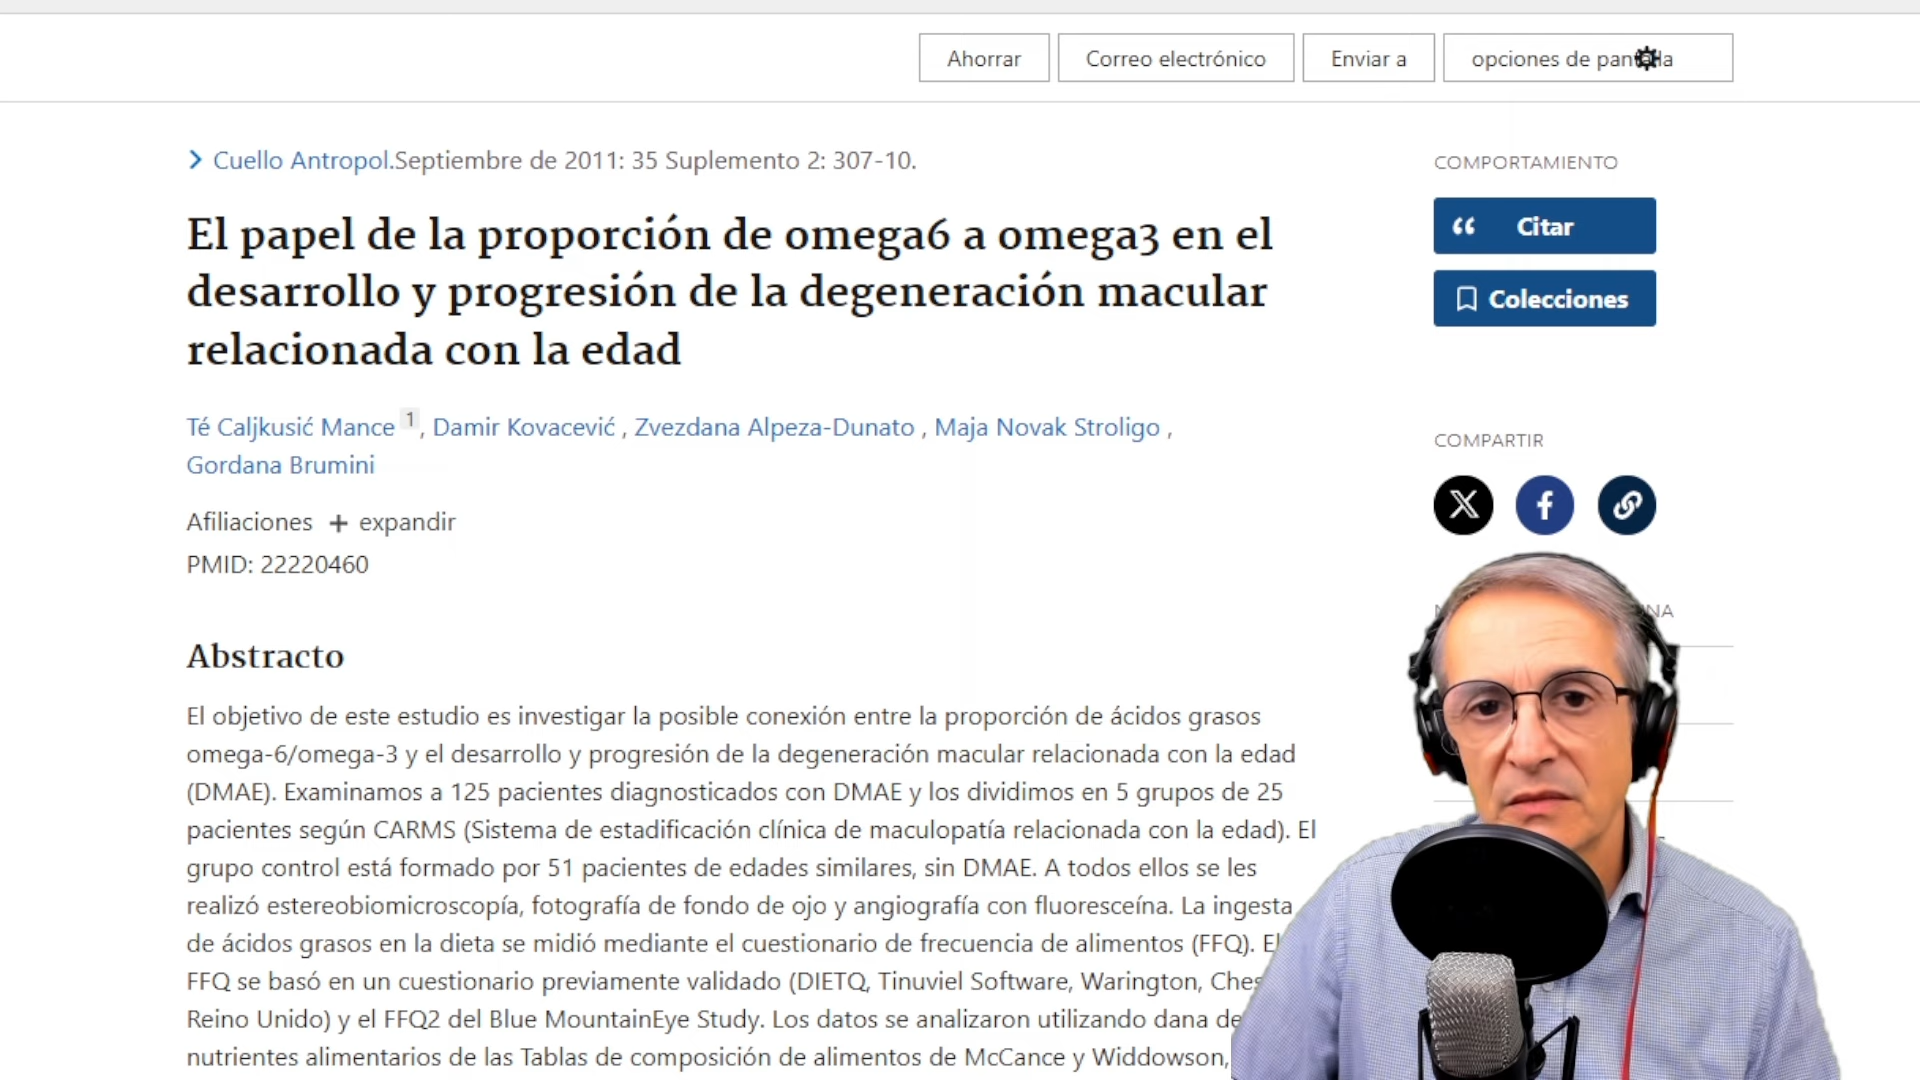 Ahorrar
Correo electrónico
Enviar a
opciones de pantalla
Cuello Antropol.Septiembre de 2011: 35 Suplemento 2: 307-10.
El papel de la proporción de omega6 a omega3 en el
desarrollo y progresión de la degeneración macular
relacionada con la edad
Té Caljkusić Mance 1, Damir Kovacević , Zvezdana Alpeza-Dunato , Maja Novak Stroligo ,
Gordana Brumini
Afiliaciones + expandir
PMID: 22220460
Abstracto
El objetivo de este estudio es investigar la posible conexión entre la proporción de ácidos grasos
omega-6/omega-3 y el desarrollo y progresión de la degeneración macular relacionada con la edad
(DMAE). Examinamos a 125 pacientes diagnosticados con DMAE y los dividimos en 5 grupos de 25
pacientes según CARMS (Sistema de estadificación clínica de maculopatía relacionada con la edad). El
grupo control está formado por 51 pacientes de edades similares, sin DMAE. A todos ellos se les
realizó estereobiomicroscopía, fotografía de fondo de ojo y angiografía con fluoresceína. La ingesta
de ácidos grasos en la dieta se midió mediante el cuestionario de frecuencia de alimentos (FFQ). El
FFQ se basó en un cuestionario previamente validado (DIETQ, Tinuviel Software, Warington,
Reino Unido) y el FFQ2 del Blue MountainEye Study. Los datos se analizaron utilizando dana de
nutrientes alimentarios de las Tablas de composición de alimentos de McCance y Widdowson,
COMPORTAMIENTO
Citar
Colecciones
COMPARTIR